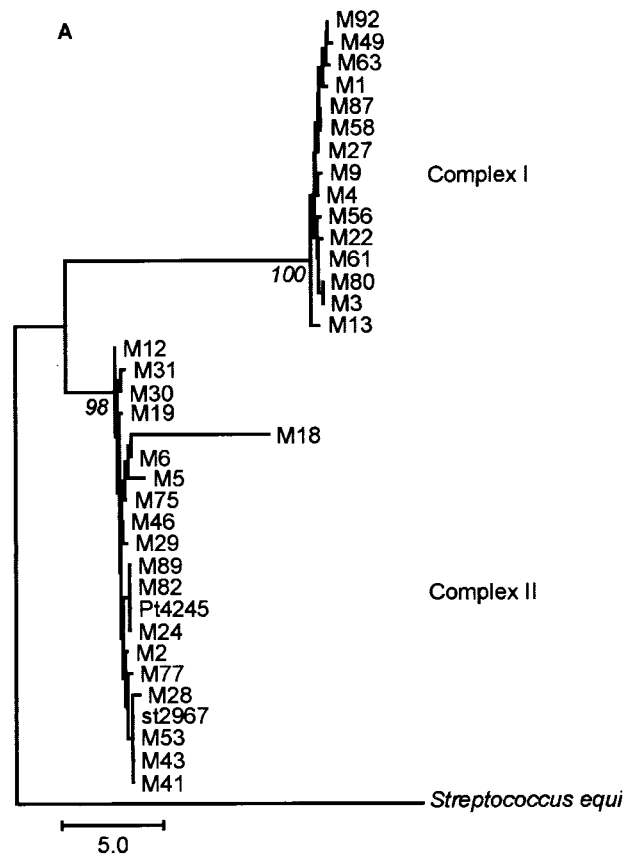 A
M92
M49
M63
M1
M87
M58
M27
M9
Complex I
M4
M56
M22
M61
100
M80
M3
M13
M12
M31
M30
98
M19
M18
M6
M5
M75
M46
M29
M89
M82
Complex II
Pt4245
M24
M2
M77
M28
st2967
M53
M43
M41
Streptococcus equi
5.0